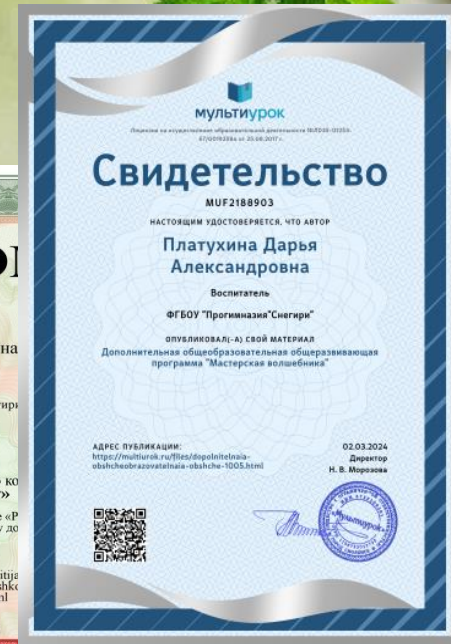 мультиурок
Свидетельство
MUF2188903
НАСТОЯЩИМ УДОСТОВЕРЯЕТСЯ, ЧТО АВТОР
Платухина Дарья
Александровна
Воспитатель
ФГБОУ "Прогимназия"Снегири"
ОПУБЛИКОВАЛ(-А) СВОЙ МАТЕРИАЛ
Дополнительная общеобразовательная общеразвивающая
программа "Мастерская волшебника"
АДРЕС ПУБЛИКАЦИИ:
https://multiurok.ru/files/dopolnitelnaia-
obshcheobrazovatelnaia-obshche-1005.html
02.03.2024
Директор
Н. В. Морозова
Мультиурок